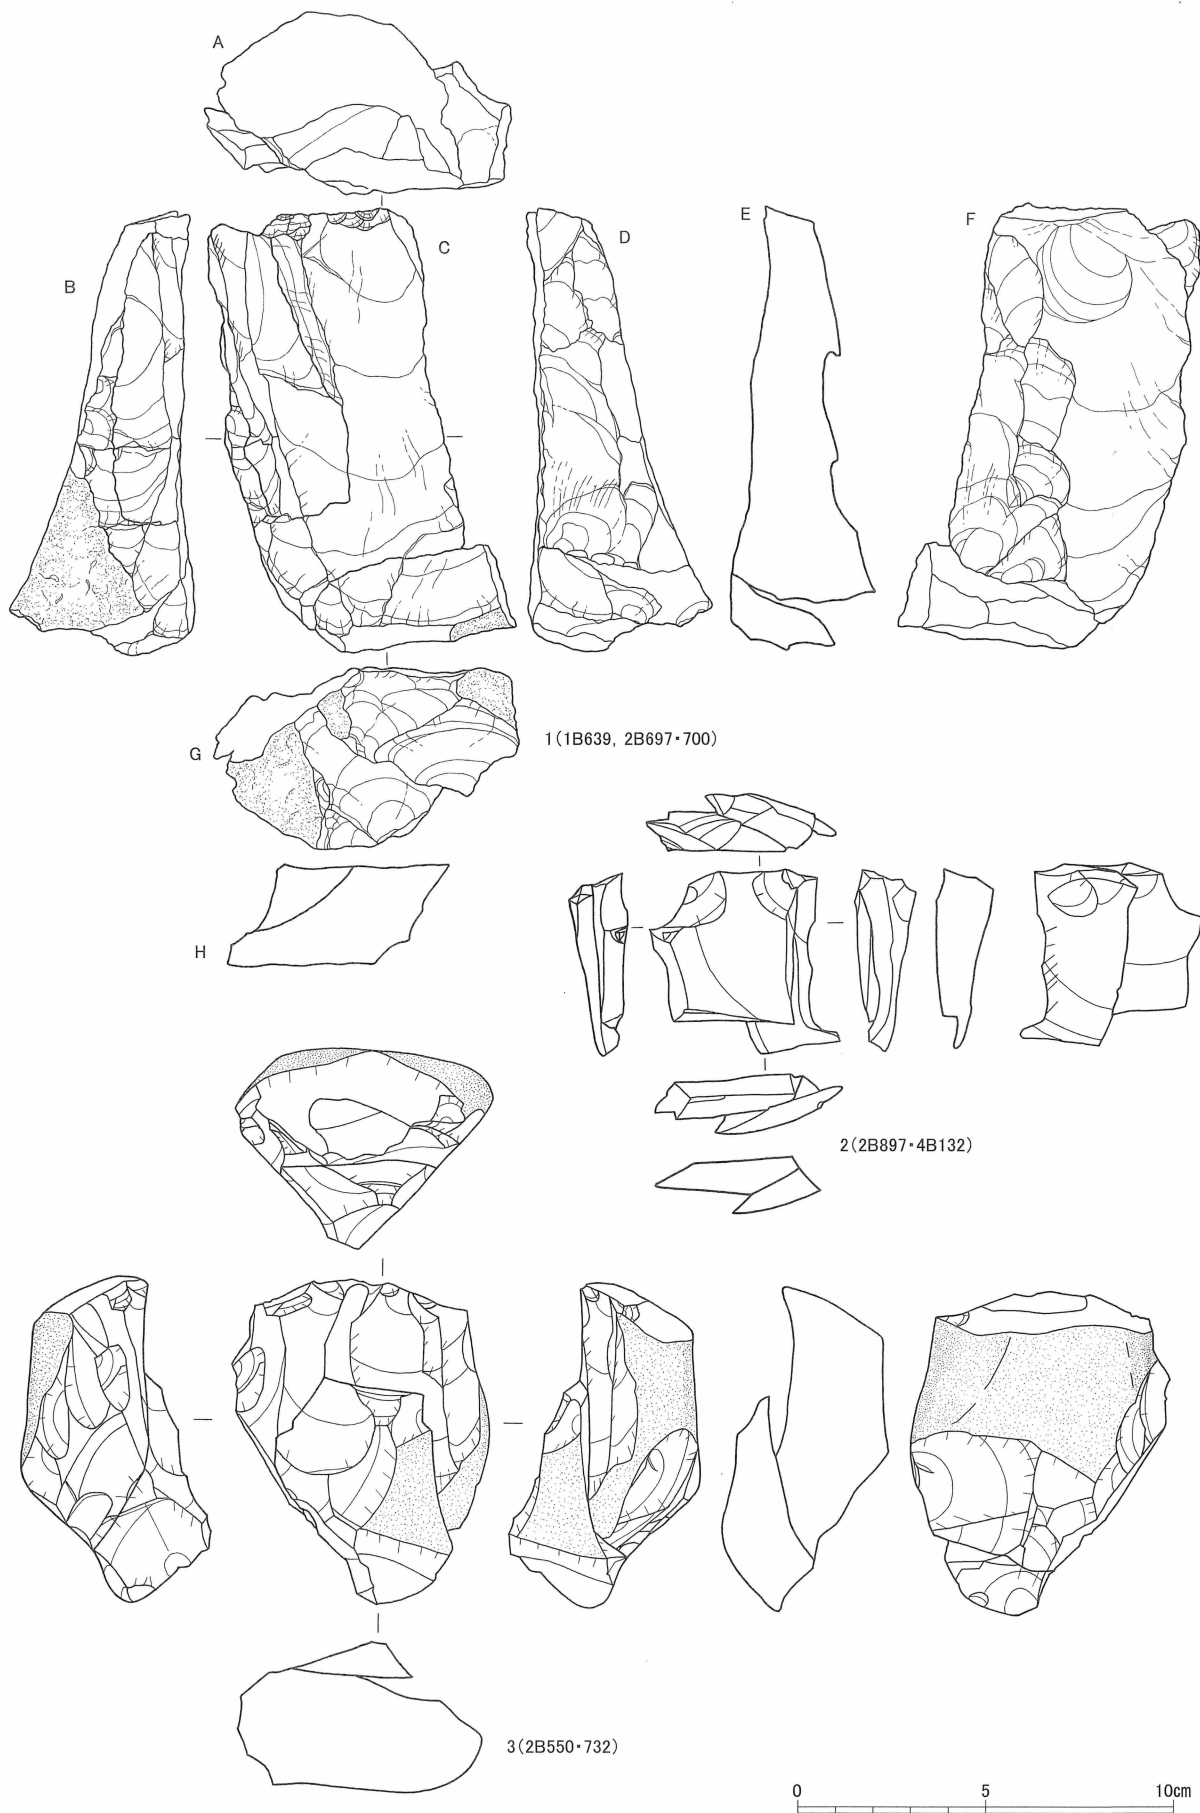 A
B
C
D
E
F
G
1(1B639, 2B697・700)
H
2(2B897・4B132)
3(2B550・732)
0 5 10cm